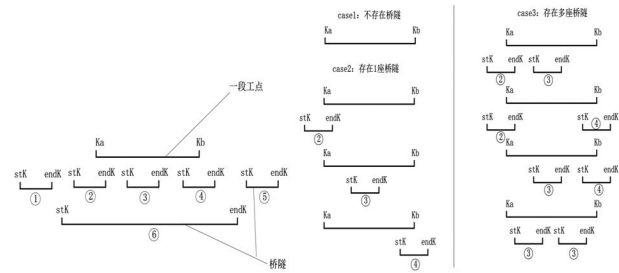 一段工点
Ka Kb
stK endK stK endK stK endK stK endK stK endK
① ② ③ ④ ⑤
stK endK
⑥
桥隧
case1: 不存在桥隧
Ka Kb
case2: 存在1座桥隧
Ka Kb
stK endK
②
Ka Kb
stK endK
③
Ka Kb
stK endK
④
case3: 存在多座桥隧
Ka Kb
stK endK stK endK
② ③
Ka Kb
stK endK stK endK
② ④
Ka Kb
stK endK stK endK
③ ④
Ka Kb
stK endK stK endK
③ ③